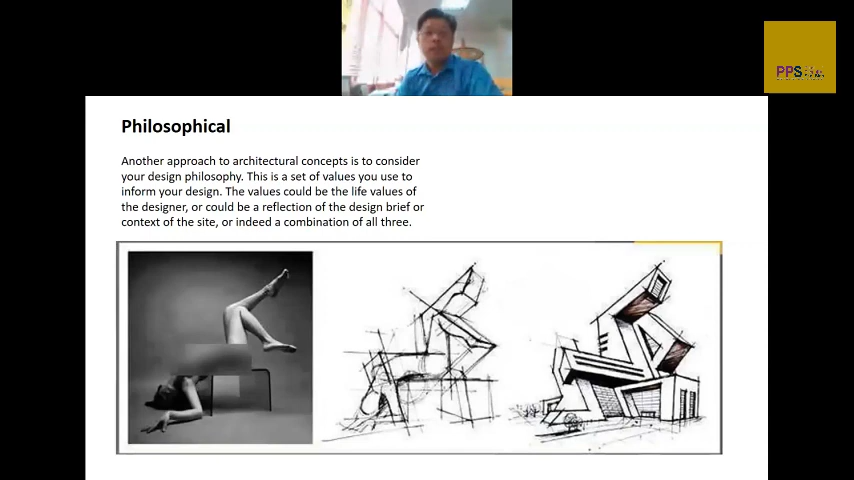 Philosophical
Another approach to architectural concepts is to consider
your design philosophy. This is a set of values you use to
inform your design. The values could be the life values of
the designer, or could be a reflection of the design brief or
context of the site, or indeed a combination of all three.